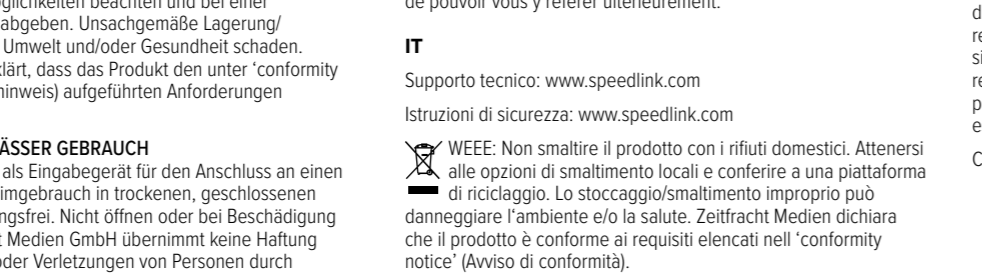 glichkeiten beachten und bei einer
abgeben. Unsachgemäße Lagerung/
Umwelt und/oder Gesundheit schaden.
klärt, dass das Produkt den unter ‘conformity
hinweis) aufgeführten Anforderungen
ÄSSER GEBRAUCH
als Eingabegerät für den Anschluss an einen
imgebrauch in trockenen, geschlossenen
ngsfrei. Nicht öffnen oder bei Beschädigung
t Medien GmbH übernimmt keine Haftung
oder Verletzungen von Personen durch
de pouvoir vous y référer ultérieurement.
IT
Supporto tecnico: www.speedlink.com
Istruzioni di sicurezza: www.speedlink.com
WEEE: Non smaltire il prodotto con i rifiuti domestici. Attenersi
alle opzioni di smaltimento locali e conferire a una piattaforma
di riciclaggio. Lo stoccaggio/smaltimento improprio può
danneggiare l‘ambiente e/o la salute. Zeitfracht Medien dichiara
che il prodotto è conforme ai requisiti elencati nell ‘conformity
notice’ (Avviso di conformità).
d
re
si
re
p
e
C